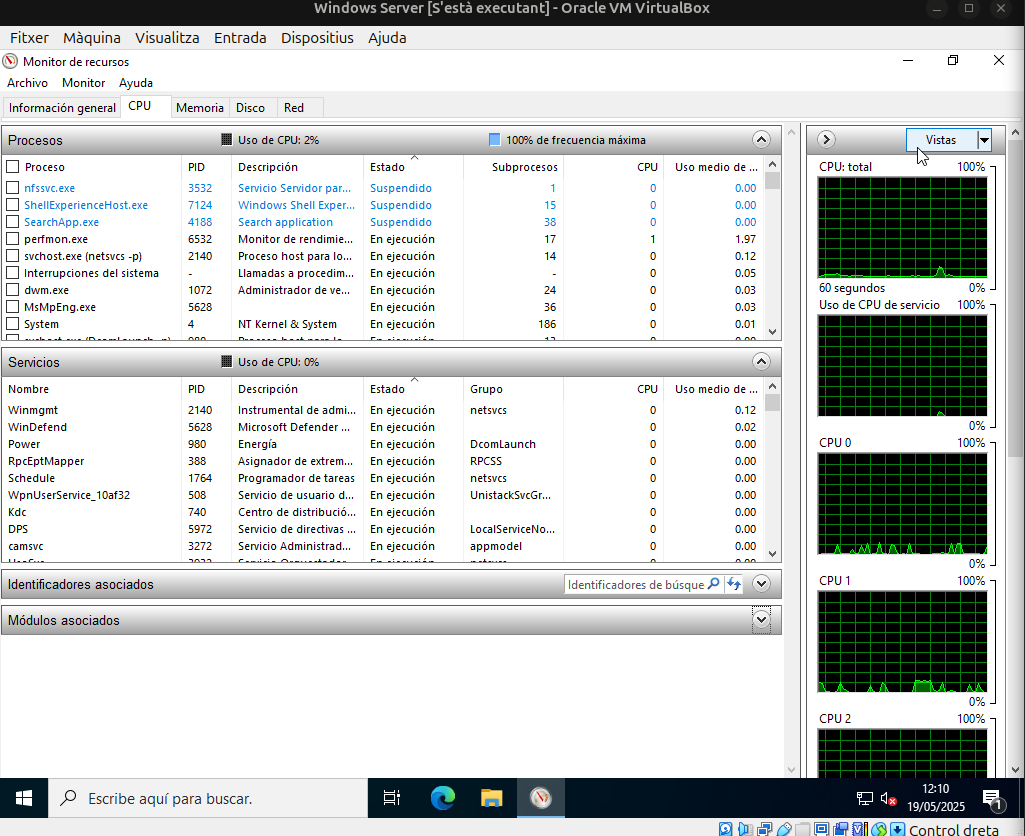 Windows Server [S'està executant] - Oracle VM VirtualBox
Fitxer Màquina Visualitza Entrada Dispositius Ajuda
Monitor de recursos
Archivo Monitor Ayuda
Información general CPU Memoria Disco Red
Procesos Uso de CPU: 2% 100% de frecuencia máxima
Proceso PID Descripción Estado Subprocesos CPU Uso medio de ...
nfssvc.exe 3532 Servicio Servidor par... Suspendido 1 0 0.00
ShellExperienceHost.exe 7124 Windows Shell Exper... Suspendido 15 0 0.00
SearchApp.exe 4188 Search application Suspendido 38 0 0.00
perfmon.exe 6532 Monitor de rendimie... En ejecución 17 1 1.97
svchost.exe (netsvcs -p) 2140 Proceso host para lo... En ejecución 14 0 0.12
Interrupciones del sistema - Llamadas a procedim... En ejecución - 0 0.05
dwm.exe 1072 Administrador de ve... En ejecución 24 0 0.03
MsMpEng.exe 5628 En ejecución 36 0 0.03
System 4 NT Kernel & System En ejecución 186 0 0.01
Servicios Uso de CPU: 0%
Nombre PID Descripción Estado Grupo CPU Uso medio de ...
Winmgmt 2140 Instrumental de admi... En ejecución netsvcs 0 0.12
WinDefend 5628 Microsoft Defender ... En ejecución 0 0.02
Power 980 Energía En ejecución DcomLaunch 0 0.00
RpcEptMapper 388 Asignador de extrem... En ejecución RPCSS 0 0.00
Schedule 1764 Programador de tareas En ejecución netsvcs 0 0.00
WpnUserService_10af32 508 Servicio de usuario d... En ejecución UnistackSvcGr... 0 0.00
Kdc 740 Centro de distribució... En ejecución 0 0.00
DPS 5972 Servicio de directivas ... En ejecución LocalServiceNo... 0 0.00
camsvc 3272 Servicio Administrad... En ejecución appmodel 0 0.00
Identificadores asociados Identificadores de búsque
Módulos asociados
Vistas
CPU: total 100%
60 segundos 0%
Uso de CPU de servicio 100%
0%
CPU 0 100%
0%
CPU 1 100%
0%
CPU 2 100%
Escribe aquí para buscar.
12:10
19/05/2025
1
Control dreta